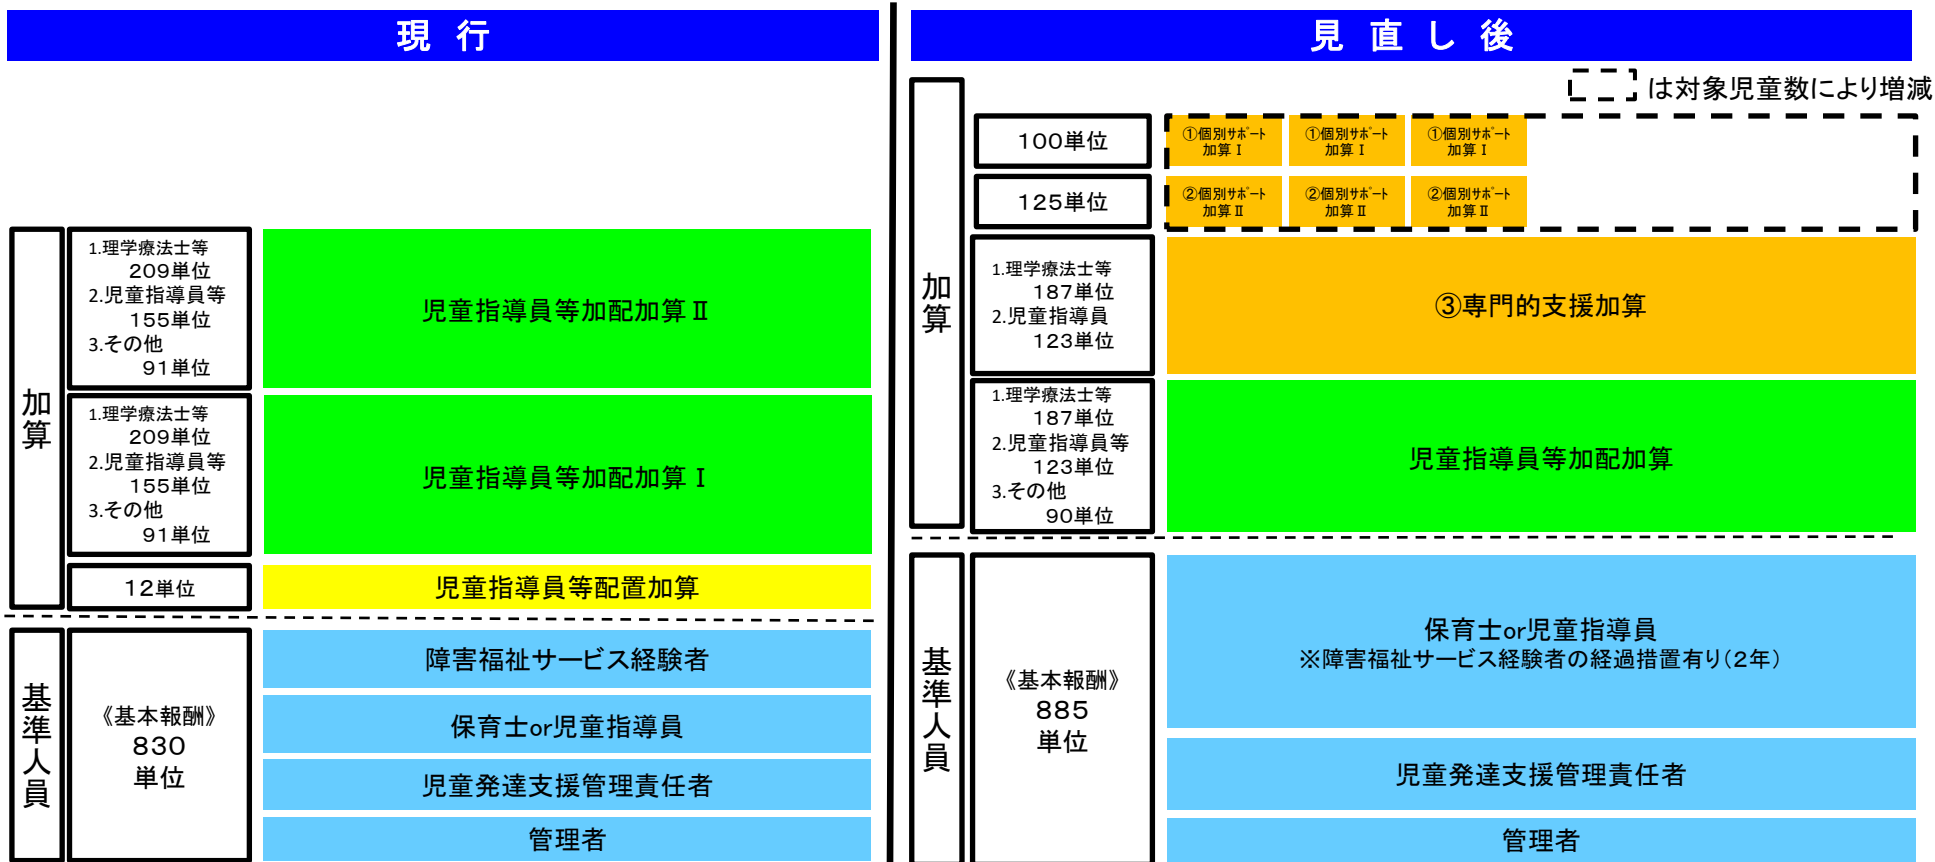 現行
加算
1.理学療法士等
209単位
2.児童指導員等
155単位
3.その他
91単位
児童指導員等加配加算Ⅱ
1.理学療法士等
209単位
2.児童指導員等
155単位
3.その他
91単位
児童指導員等加配加算Ⅰ
12単位
児童指導員等配置加算
基準人員
《基本報酬》
830
単位
障害福祉サービス経験者
保育士or児童指導員
児童発達支援管理責任者
管理者
見直し後
は対象児童数により増減
加算
100単位
①個別サポート
加算Ⅰ
①個別サポート
加算Ⅰ
①個別サポート
加算Ⅰ
125単位
②個別サポート
加算Ⅱ
②個別サポート
加算Ⅱ
②個別サポート
加算Ⅱ
1.理学療法士等
187単位
2.児童指導員
123単位
③専門的支援加算
1.理学療法士等
187単位
2.児童指導員等
123単位
3.その他
90単位
児童指導員等加配加算
基準人員
《基本報酬》
885
単位
保育士or児童指導員
※障害福祉サービス経験者の経過措置有り(2年)
児童発達支援管理責任者
管理者